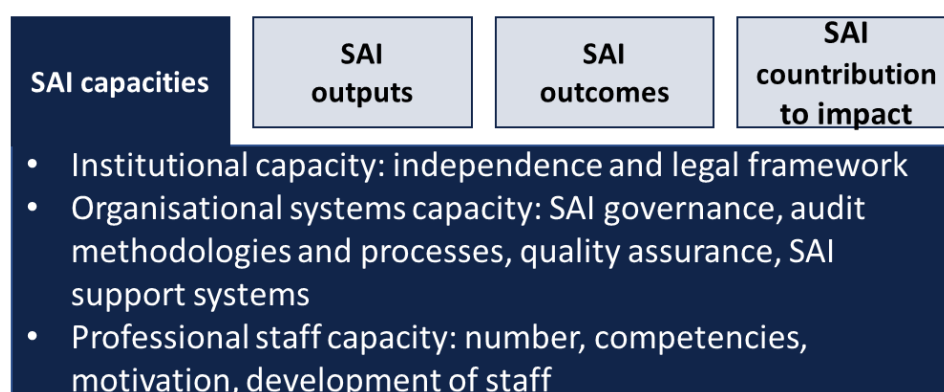 SAI capacities
SAI
outputs
SAI
outcomes
SAI
countribution
to impact
• Institutional capacity: independence and legal framework
• Organisational systems capacity: SAI governance, audit
methodologies and processes, quality assurance, SAI
support systems
• Professional staff capacity: number, competencies,
motivation, development of staff